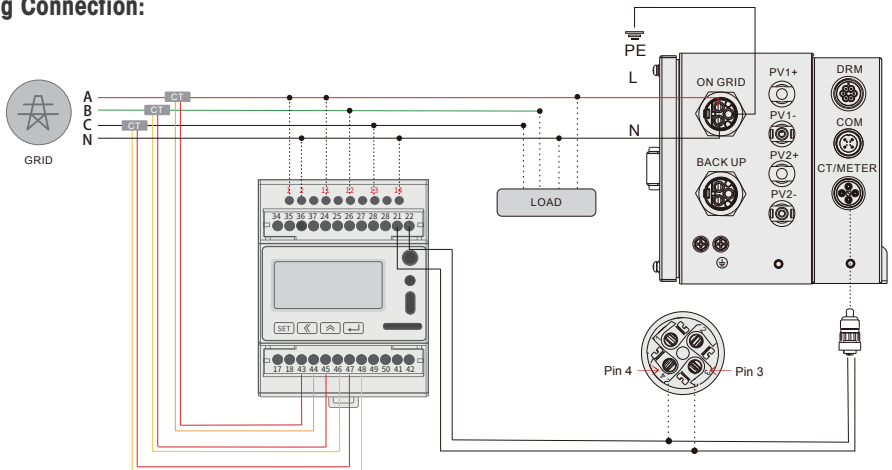 g Connection:
PE
L
N
ON GRID
BACK UP
PV1+
PV1-
PV2+
PV2-
DRM
COM
CT/METER
GRID
A
B
C
N
CT
CT
CT
LOAD
1 2 11 12 13 14
34 35 36 37 24 25 26 27 28 28 21 22
SET
17 18 43 44 45 46 47 48 49 50 41 42
Pin 4
Pin 3